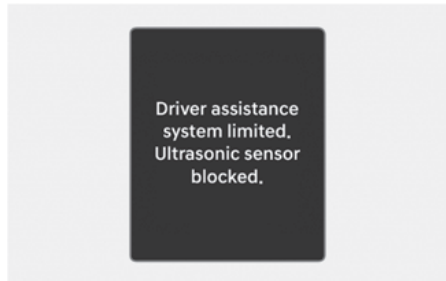 Driver assistance
system limited.
Ultrasonic sensor
blocked.